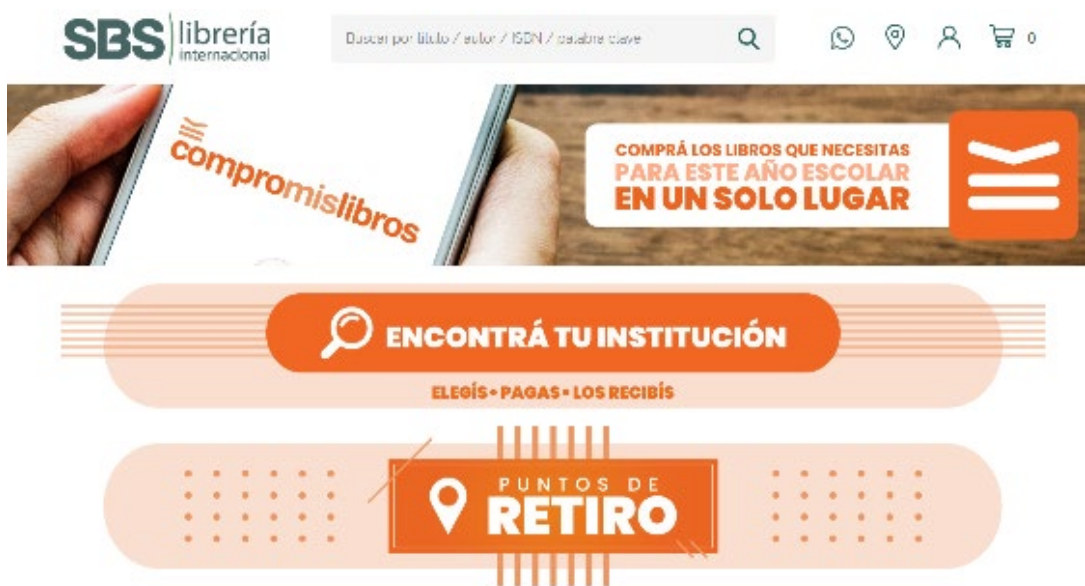 SBS librería
internacional
Buscar por título / autor / ISBN / palabra clave
0
compromislibros
COMPRÁ LOS LIBROS QUE NECESITAS
PARA ESTE AÑO ESCOLAR
EN UN SOLO LUGAR
ENCONTRÁ TU INSTITUCIÓN
ELEGÍS • PAGAS • LOS RECIBÍS
PUNTOS DE
RETIRO